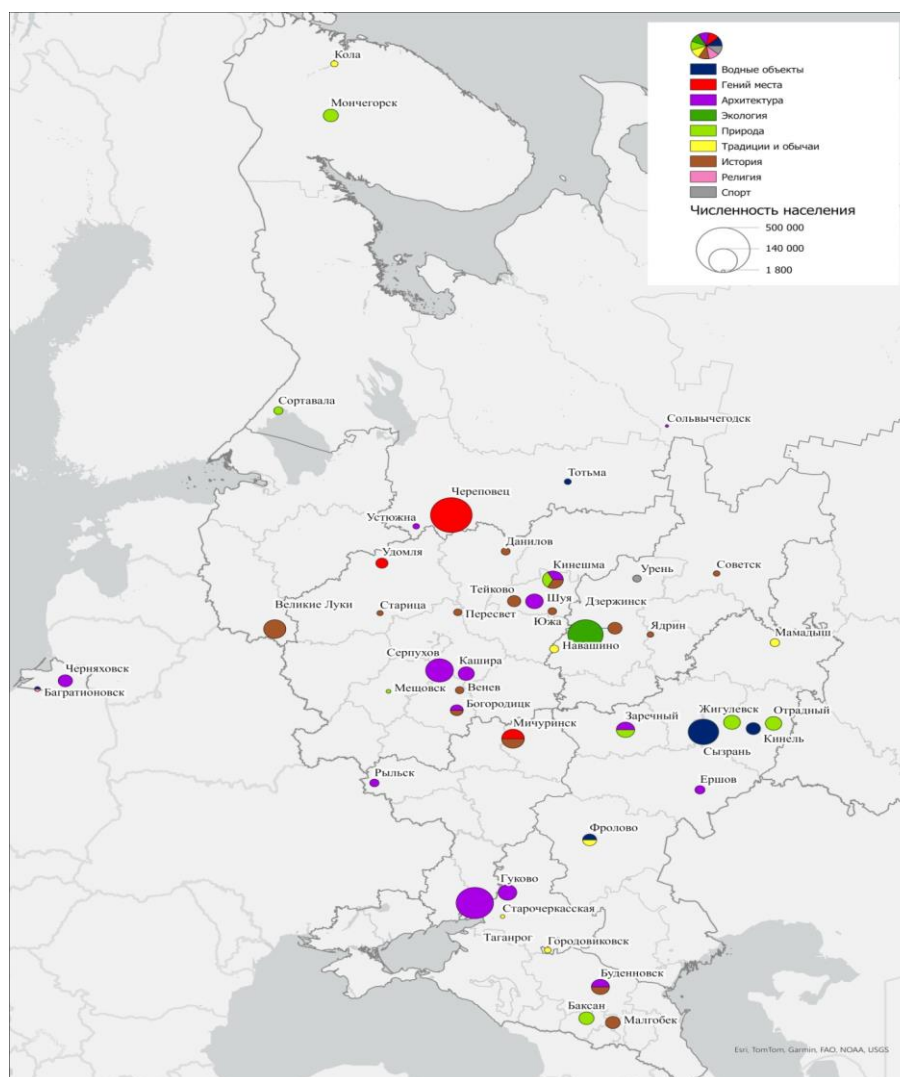 Кола
Мончегорск
Водные объекты
Гений места
Архитектура
Экология
Природа
Традиции и обычаи
История
Религия
Спорт
Численность населения
500 000
140 000
1 800
Сортавала
Сольвычегодск
Тотьма
Череповец
Устюжна
Данилов
Удомля
Кинешма
Урень
Советск
Тейково
Шуя
Дзержинск
Великие Луки
Старица
Пересвет
Южа
Ядрин
Навашино
Мамадыш
Серпухов
Кашира
Черняховск
Багратионовск
Мещовск
Венев
Богородицк
Мичуринск
Заречный
Жигулевск
Отрадный
Сызрань
Кинель
Рыльск
Ершов
Фролово
Гуково
Старочеркасская
Таганрог
Городовиковск
Буденновск
Баксан
Малгобек
Esri, TomTom, Garmin, FAO, NOAA, USGS